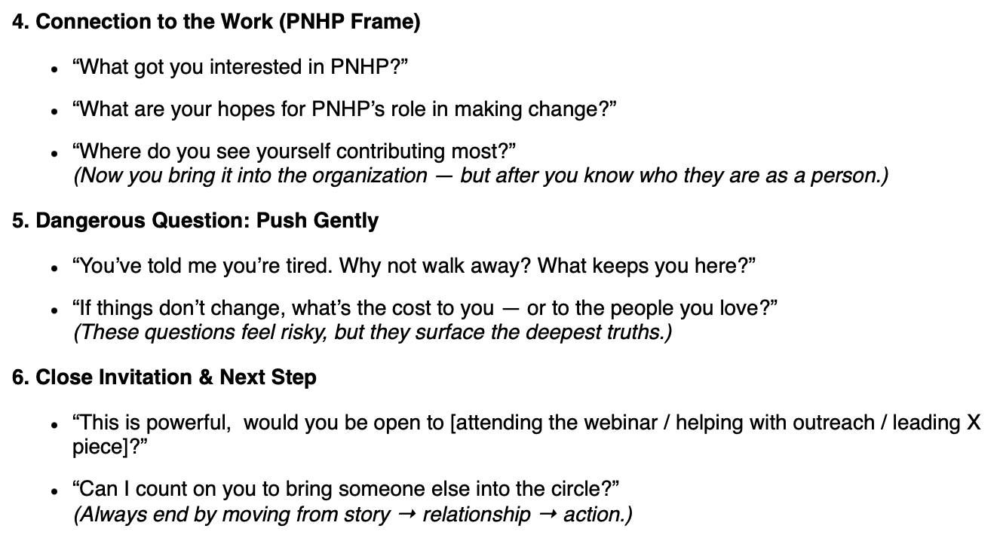 4. Connection to the Work (PNHP Frame)
• “What got you interested in PNHP?”
• “What are your hopes for PNHP’s role in making change?”
• “Where do you see yourself contributing most?”
(Now you bring it into the organization — but after you know who they are as a person.)
5. Dangerous Question: Push Gently
• “You’ve told me you’re tired. Why not walk away? What keeps you here?”
• “If things don’t change, what’s the cost to you — or to the people you love?”
(These questions feel risky, but they surface the deepest truths.)
6. Close Invitation & Next Step
• “This is powerful,  would you be open to [attending the webinar / helping with outreach / leading X
piece]?”
• “Can I count on you to bring someone else into the circle?”
(Always end by moving from story → relationship → action.)